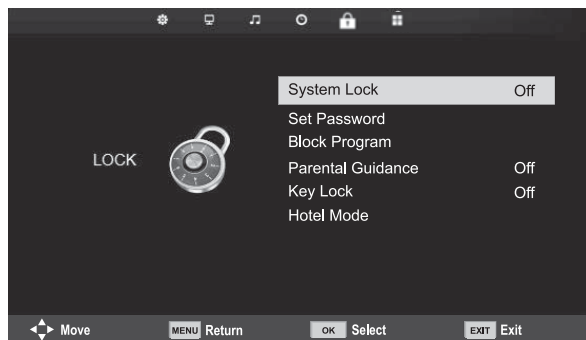 System Lock Off
Set Password
Block Program
LOCK
Parental Guidance Off
Key Lock Off
Hotel Mode
Move MENU Return OK Select EXIT Exit